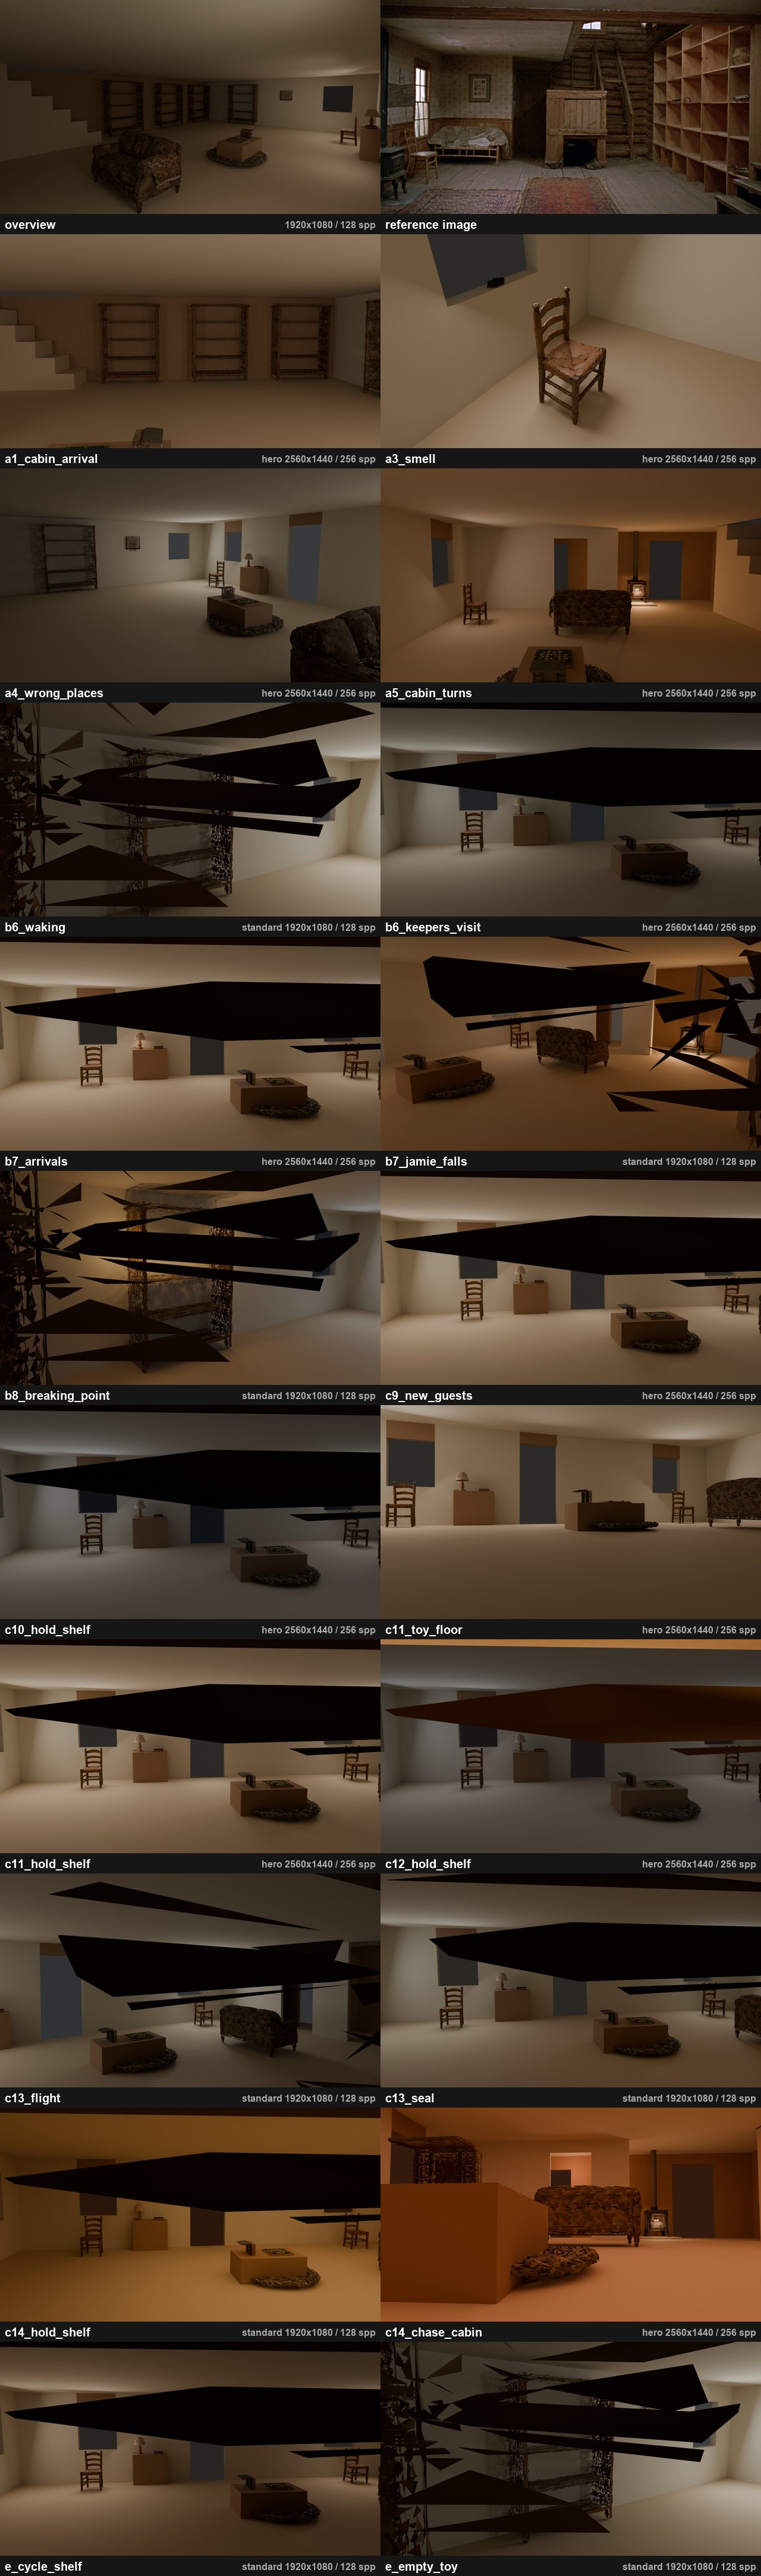 overview 1920x1080 / 128 spp
reference image
a1_cabin_arrival hero 2560x1440 / 256 spp
a3_smell hero 2560x1440 / 256 spp
a4_wrong_places hero 2560x1440 / 256 spp
a5_cabin_turns hero 2560x1440 / 256 spp
b6_waking standard 1920x1080 / 128 spp
b6_keepers_visit hero 2560x1440 / 256 spp
b7_arrivals hero 2560x1440 / 256 spp
b7_jamie_falls standard 1920x1080 / 128 spp
b8_breaking_point standard 1920x1080 / 128 spp
c9_new_guests hero 2560x1440 / 256 spp
c10_hold_shelf hero 2560x1440 / 256 spp
c11_toy_floor hero 2560x1440 / 256 spp
c11_hold_shelf hero 2560x1440 / 256 spp
c12_hold_shelf hero 2560x1440 / 256 spp
c13_flight standard 1920x1080 / 128 spp
c13_seal standard 1920x1080 / 128 spp
c14_hold_shelf standard 1920x1080 / 128 spp
c14_chase_cabin hero 2560x1440 / 256 spp
e_cycle_shelf standard 1920x1080 / 128 spp
e_empty_toy standard 1920x1080 / 128 spp